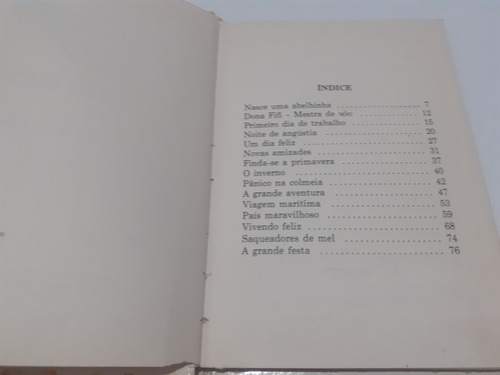 ÍNDICE
Nasce uma abelhinha 7
Dona Fifi - Mestra de vôo 12
Primeiro dia de trabalho 15
Noite de angústia 20
Um dia feliz 27
Novas amizades 31
Finda-se a primavera 37
O inverno 40
Pânico na colmeia 42
A grande aventura 47
Viagem marítima 53
País maravilhoso 59
Vivendo feliz 68
Saqueadores de mel 74
A grande festa 76